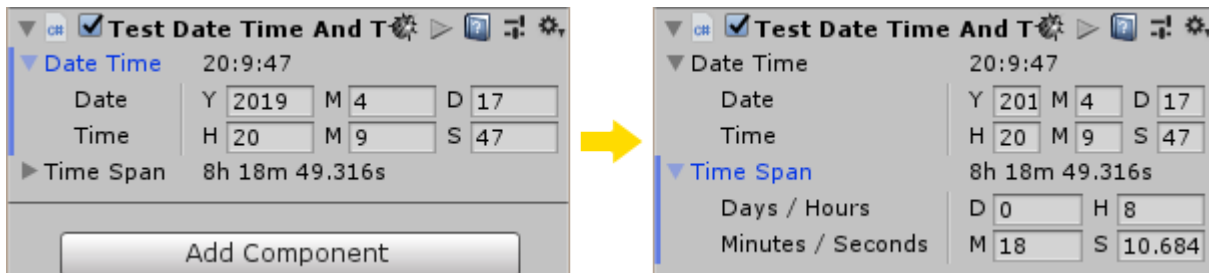 c# Test Date Time And T
Date Time 20:9:47
Date Y 2019 M 4 D 17
Time H 20 M 9 S 47
Time Span 8h 18m 49.316s
Add Component
c# Test Date Time And T
Date Time 20:9:47
Date Y 201 M 4 D 17
Time H 20 M 9 S 47
Time Span 8h 18m 49.316s
Days / Hours D 0 H 8
Minutes / Seconds M 18 S 10.684